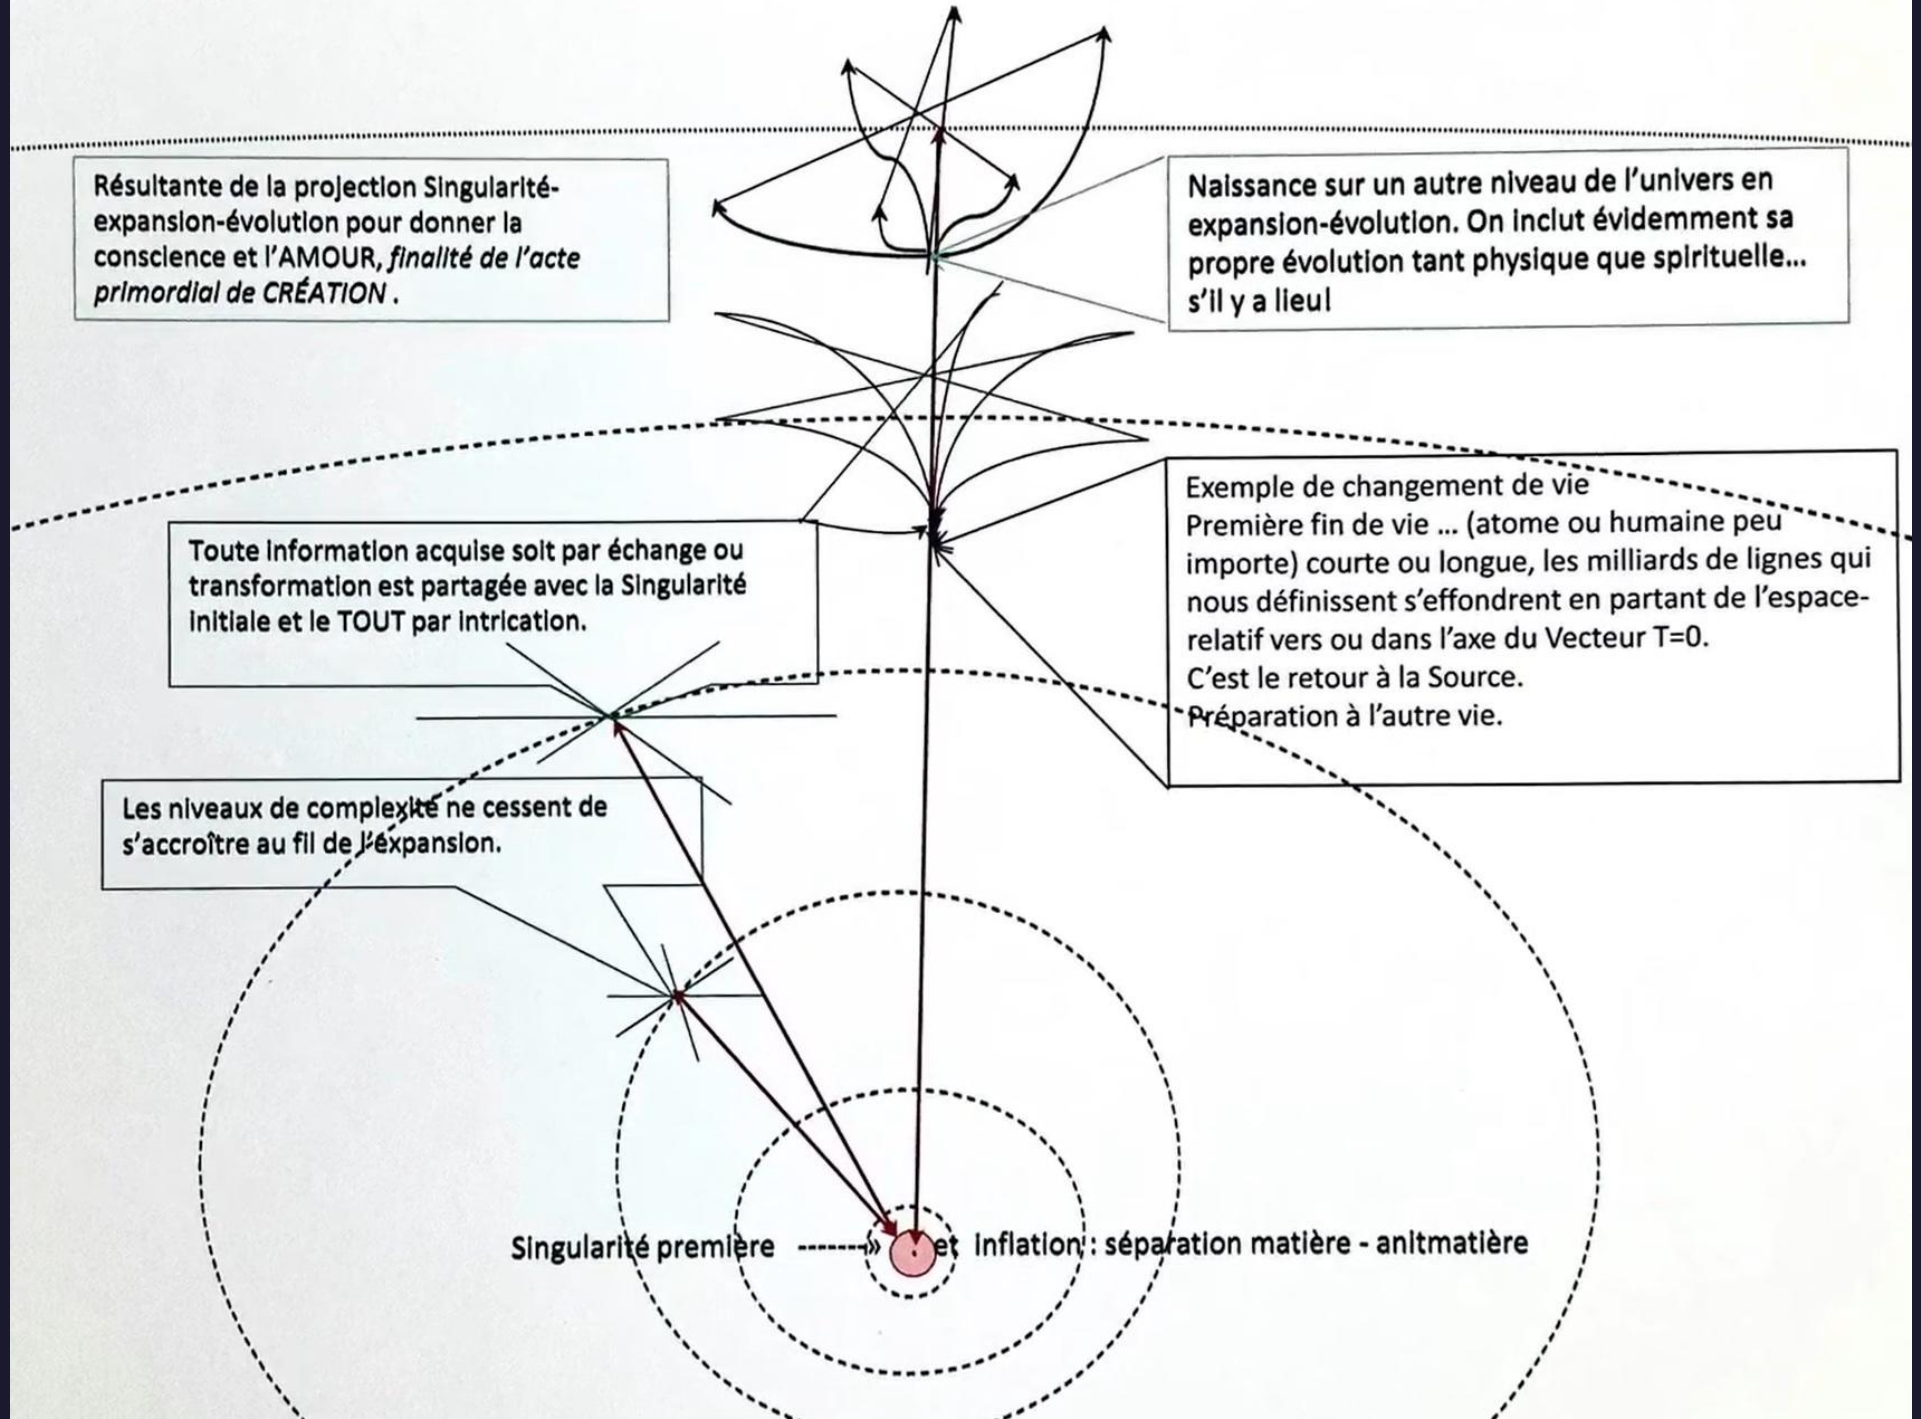 Résultante de la projection Singularité-
expansion-évolution pour donner la
conscience et l'AMOUR, finalité de l'acte
primordial de CRÉATION .
Naissance sur un autre niveau de l'univers en
expansion-évolution. On inclut évidemment sa
propre évolution tant physique que spirituelle...
s'il y a lieu!
Exemple de changement de vie
Première fin de vie ... (atome ou humaine peu
importe) courte ou longue, les milliards de lignes qui
nous définissent s'effondrent en partant de l'espace-
relatif vers ou dans l'axe du Vecteur T=0.
C'est le retour à la Source.
Préparation à l'autre vie.
Toute information acquise soit par échange ou
transformation est partagée avec la Singularité
initiale et le TOUT par intrication.
Les niveaux de complexité ne cessent de
s'accroître au fil de l'expansion.
Singularité première -------» et inflation : séparation matière - anitmatière